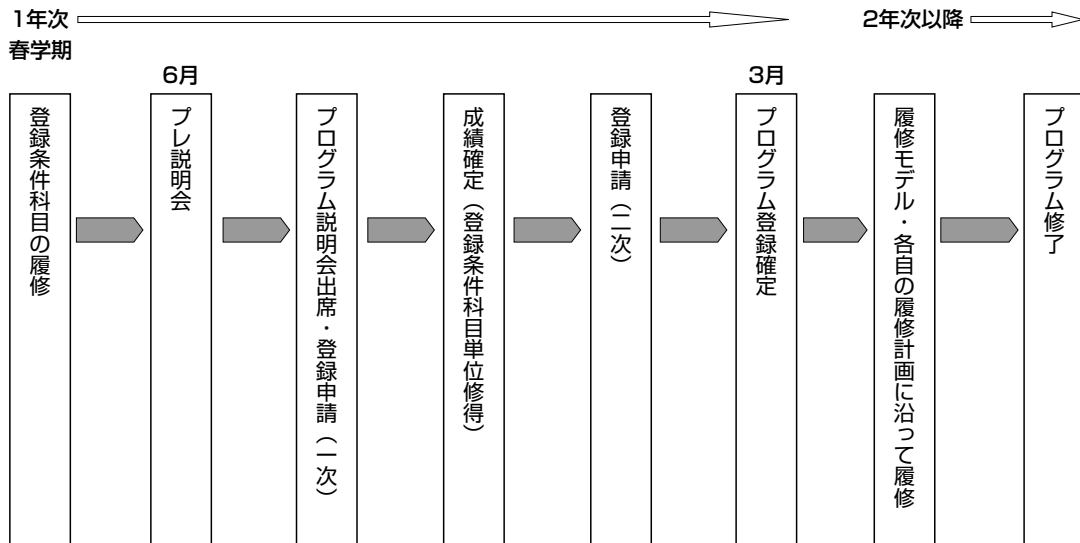 1年次
2年次以降
春学期
6月
3月
登録条件科目の履修
プレ説明会
プログラム説明会出席・登録申請（一次）
成績確定（登録条件科目単位修得）
登録申請（二次）
プログラム登録確定
履修モデル・各自の履修計画に沿って履修
プログラム修了